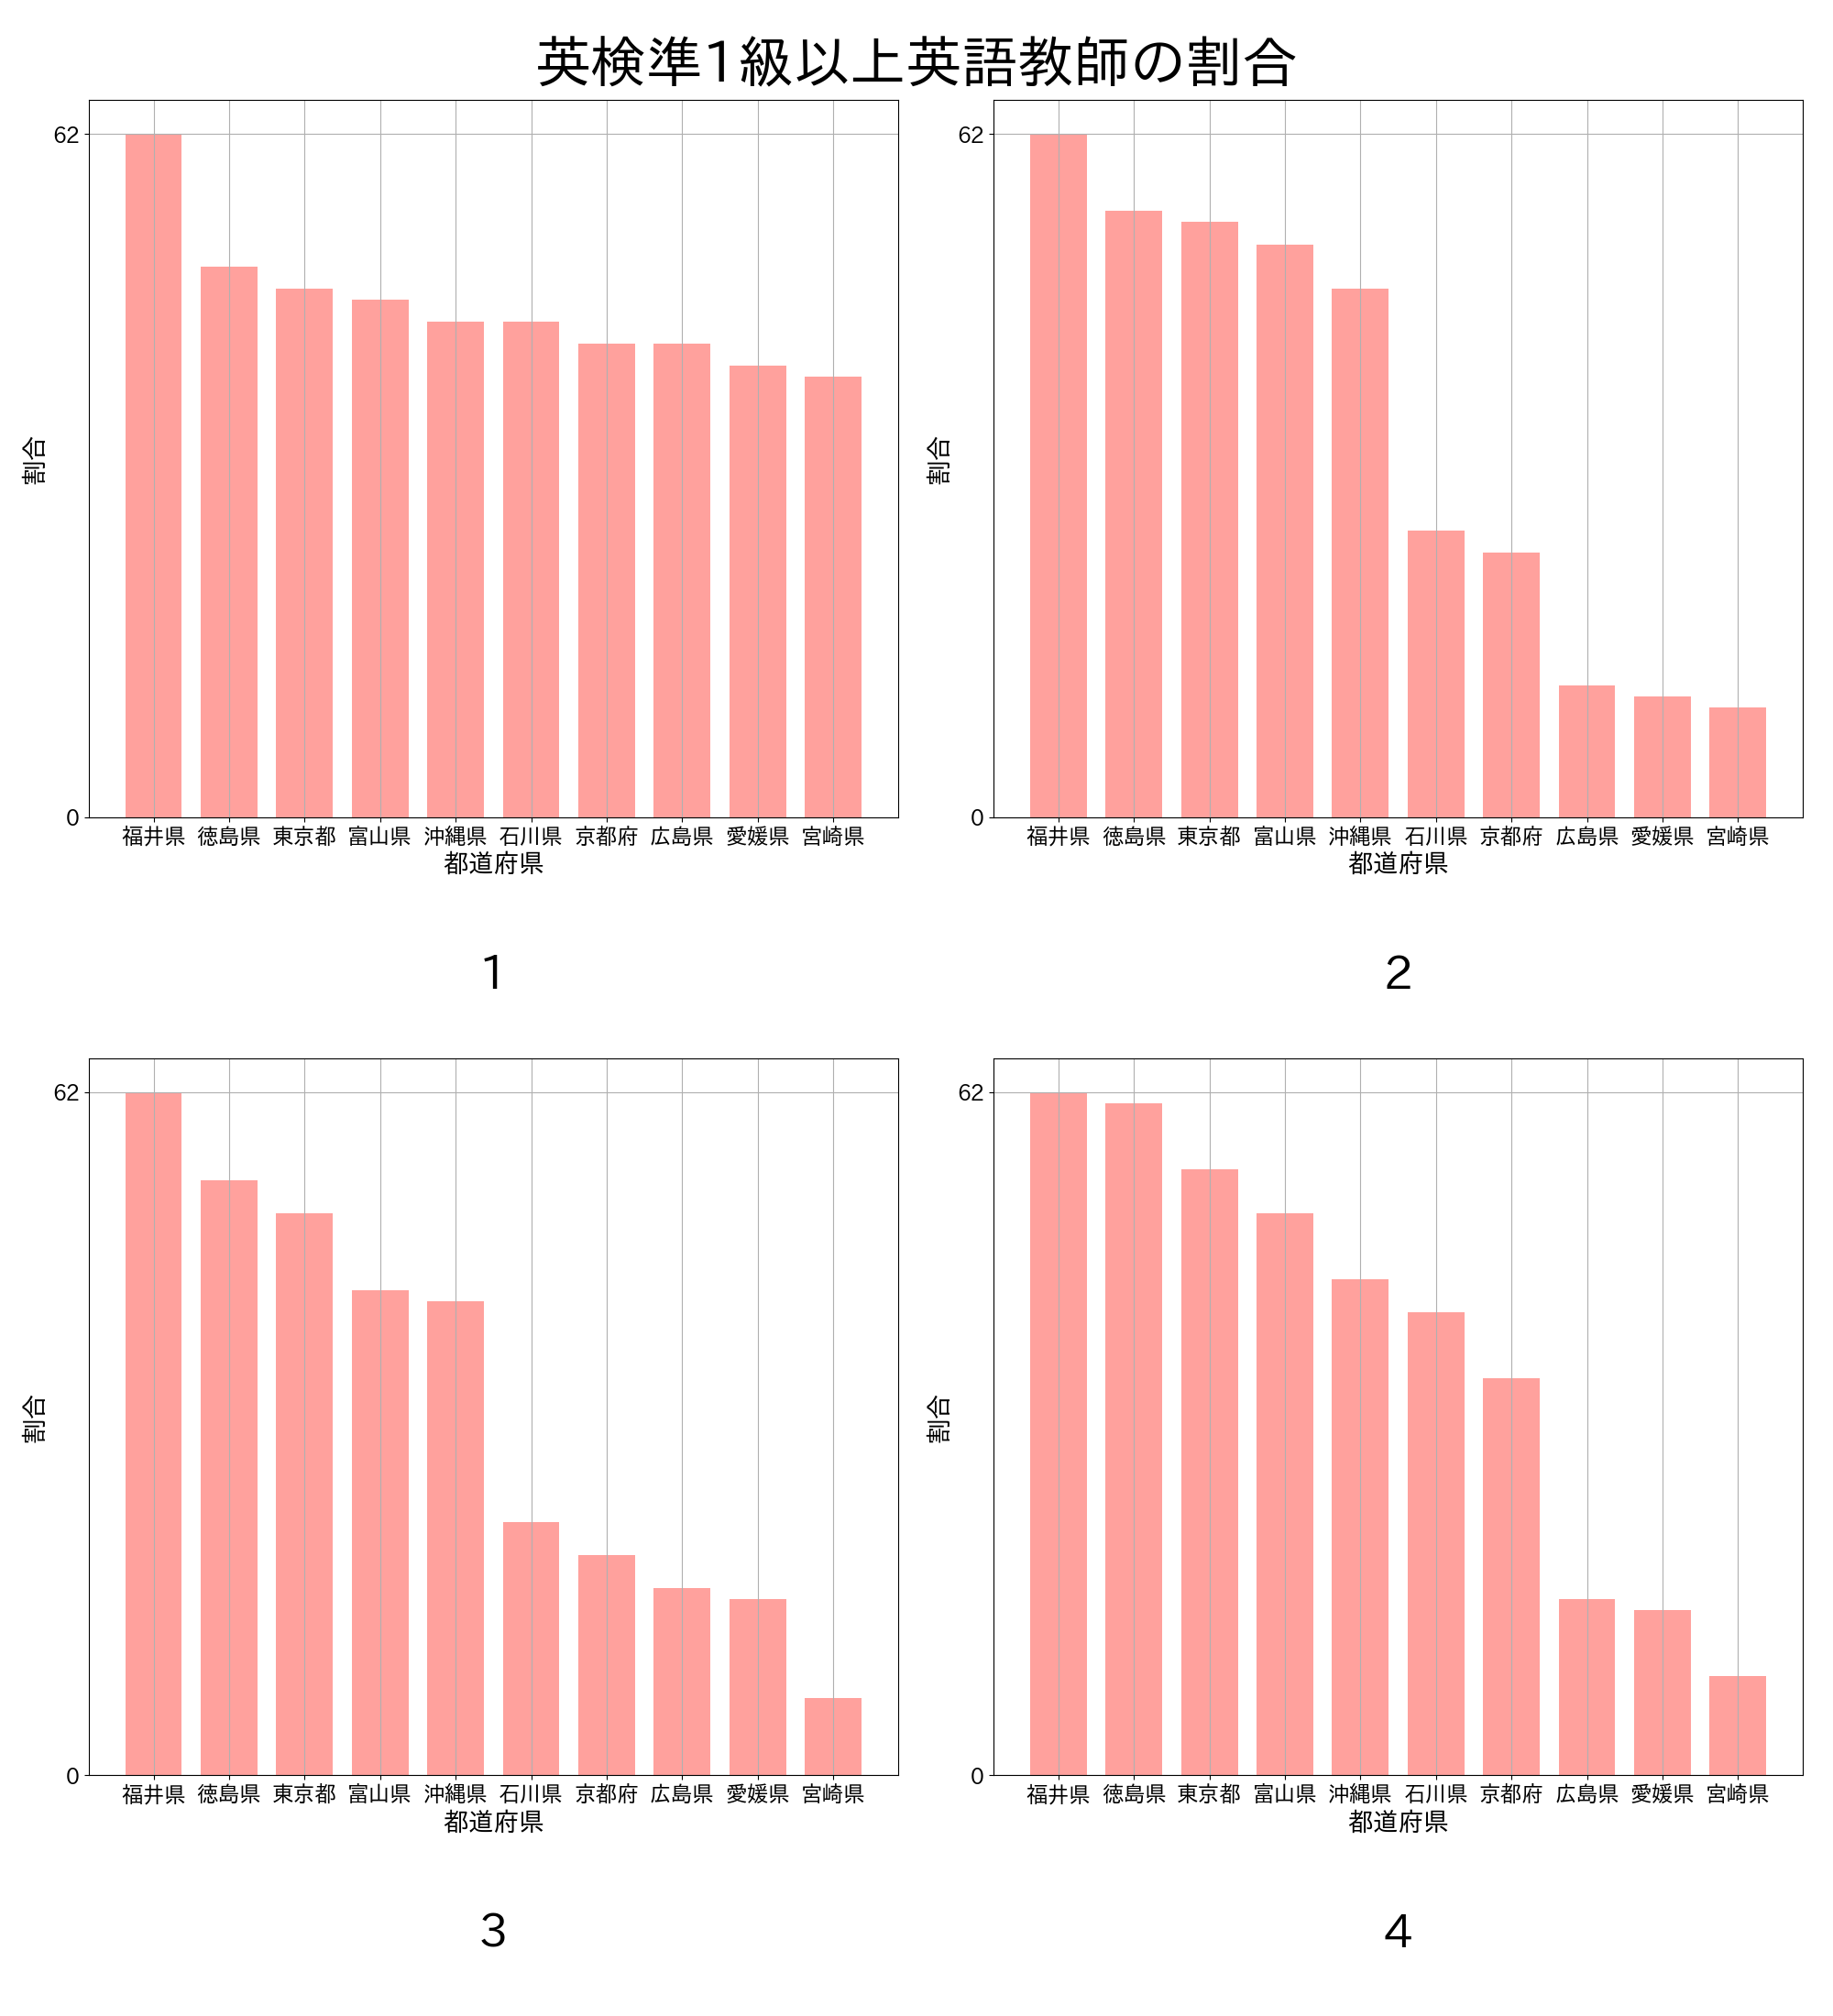 英検準1級以上英語教師の割合
62
0
割合
福井県 徳島県 東京都 富山県 沖縄県 石川県 京都府 広島県 愛媛県 宮崎県
都道府県
1
62
0
割合
福井県 徳島県 東京都 富山県 沖縄県 石川県 京都府 広島県 愛媛県 宮崎県
都道府県
2
62
0
割合
福井県 徳島県 東京都 富山県 沖縄県 石川県 京都府 広島県 愛媛県 宮崎県
都道府県
3
62
0
割合
福井県 徳島県 東京都 富山県 沖縄県 石川県 京都府 広島県 愛媛県 宮崎県
都道府県
4